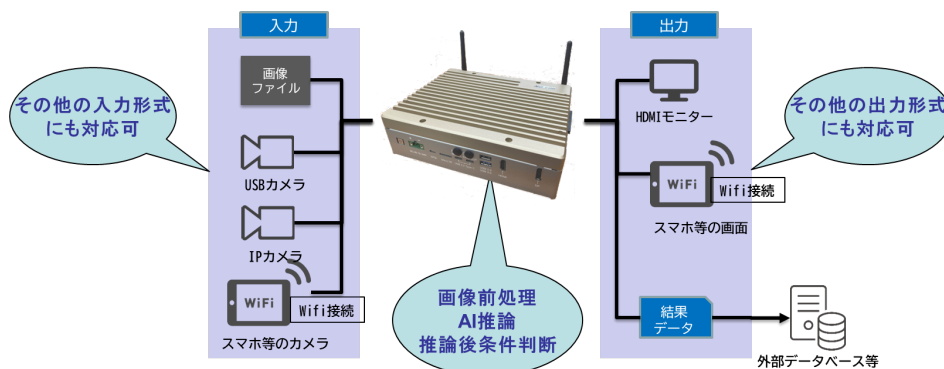 入力
画像
ファイル
USBカメラ
IPカメラ
WiFi
Wifi接続
スマホ等のカメラ
その他の入力形式
にも対応可
画像前処理
AI推論
推論後条件判断
出力
HDMIモニター
WiFi
Wifi接続
スマホ等の画面
結果
データ
外部データベース等
その他の出力形式
にも対応可